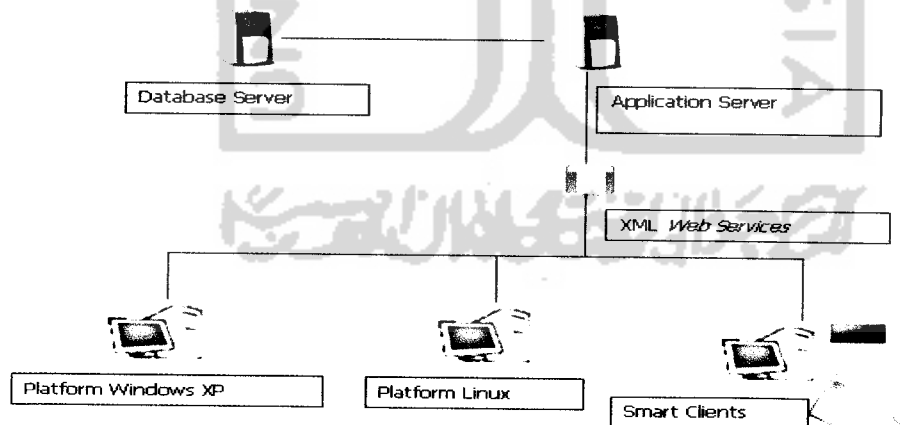 Database Server
Application Server
XML Web Services
Platform Windows XP
Platform Linux
Smart Clients